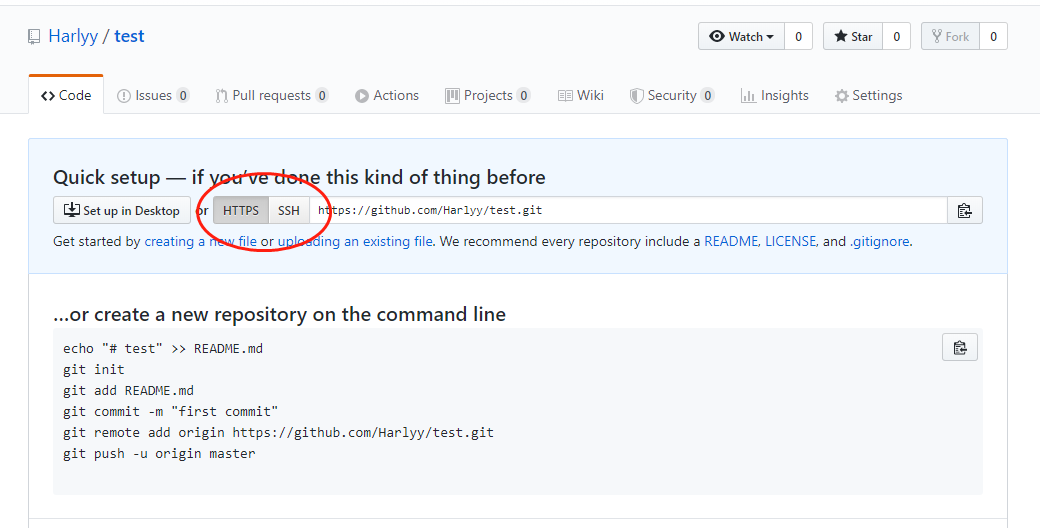 Harlyy / test
Watch 0 Star 0 Fork 0
Code Issues 0 Pull requests 0 Actions Projects 0 Wiki Security 0 Insights Settings
Quick setup — if you've done this kind of thing before
Set up in Desktop or HTTPS SSH https://github.com/Harlyy/test.git
Get started by creating a new file or uploading an existing file. We recommend every repository include a README, LICENSE, and .gitignore.
…or create a new repository on the command line
echo "# test" >> README.md
git init
git add README.md
git commit -m "first commit"
git remote add origin https://github.com/Harlyy/test.git
git push -u origin master